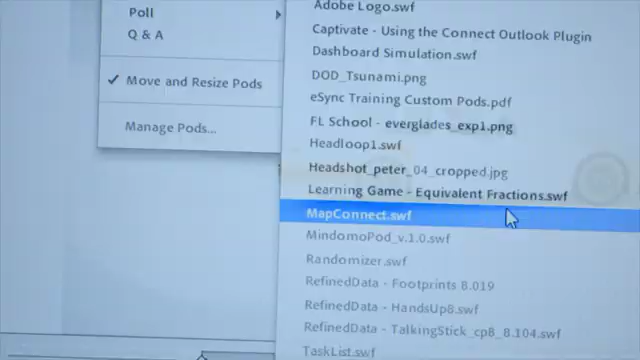 Poll
Q & A
Move and Resize Pods
Manage Pods...
Adobe Logo.swf
Captivate - Using the Connect Outlook Plugin
Dashboard Simulation.swf
DOD_Tsunami.png
eSync Training Custom Pods.pdf
FL School - everglades_exp1.png
Headloop1.swf
Headshot_peter_04_cropped.jpg
Learning Game - Equivalent Fractions.swf
MapConnect.swf
MindomoPod_v.1.0.swf
Randomizer.swf
RefinedData - Footprints 8.019
RefinedData - HandsUp8.swf
RefinedData - TalkingStick_cp8_8.104.swf
TaskList.swf